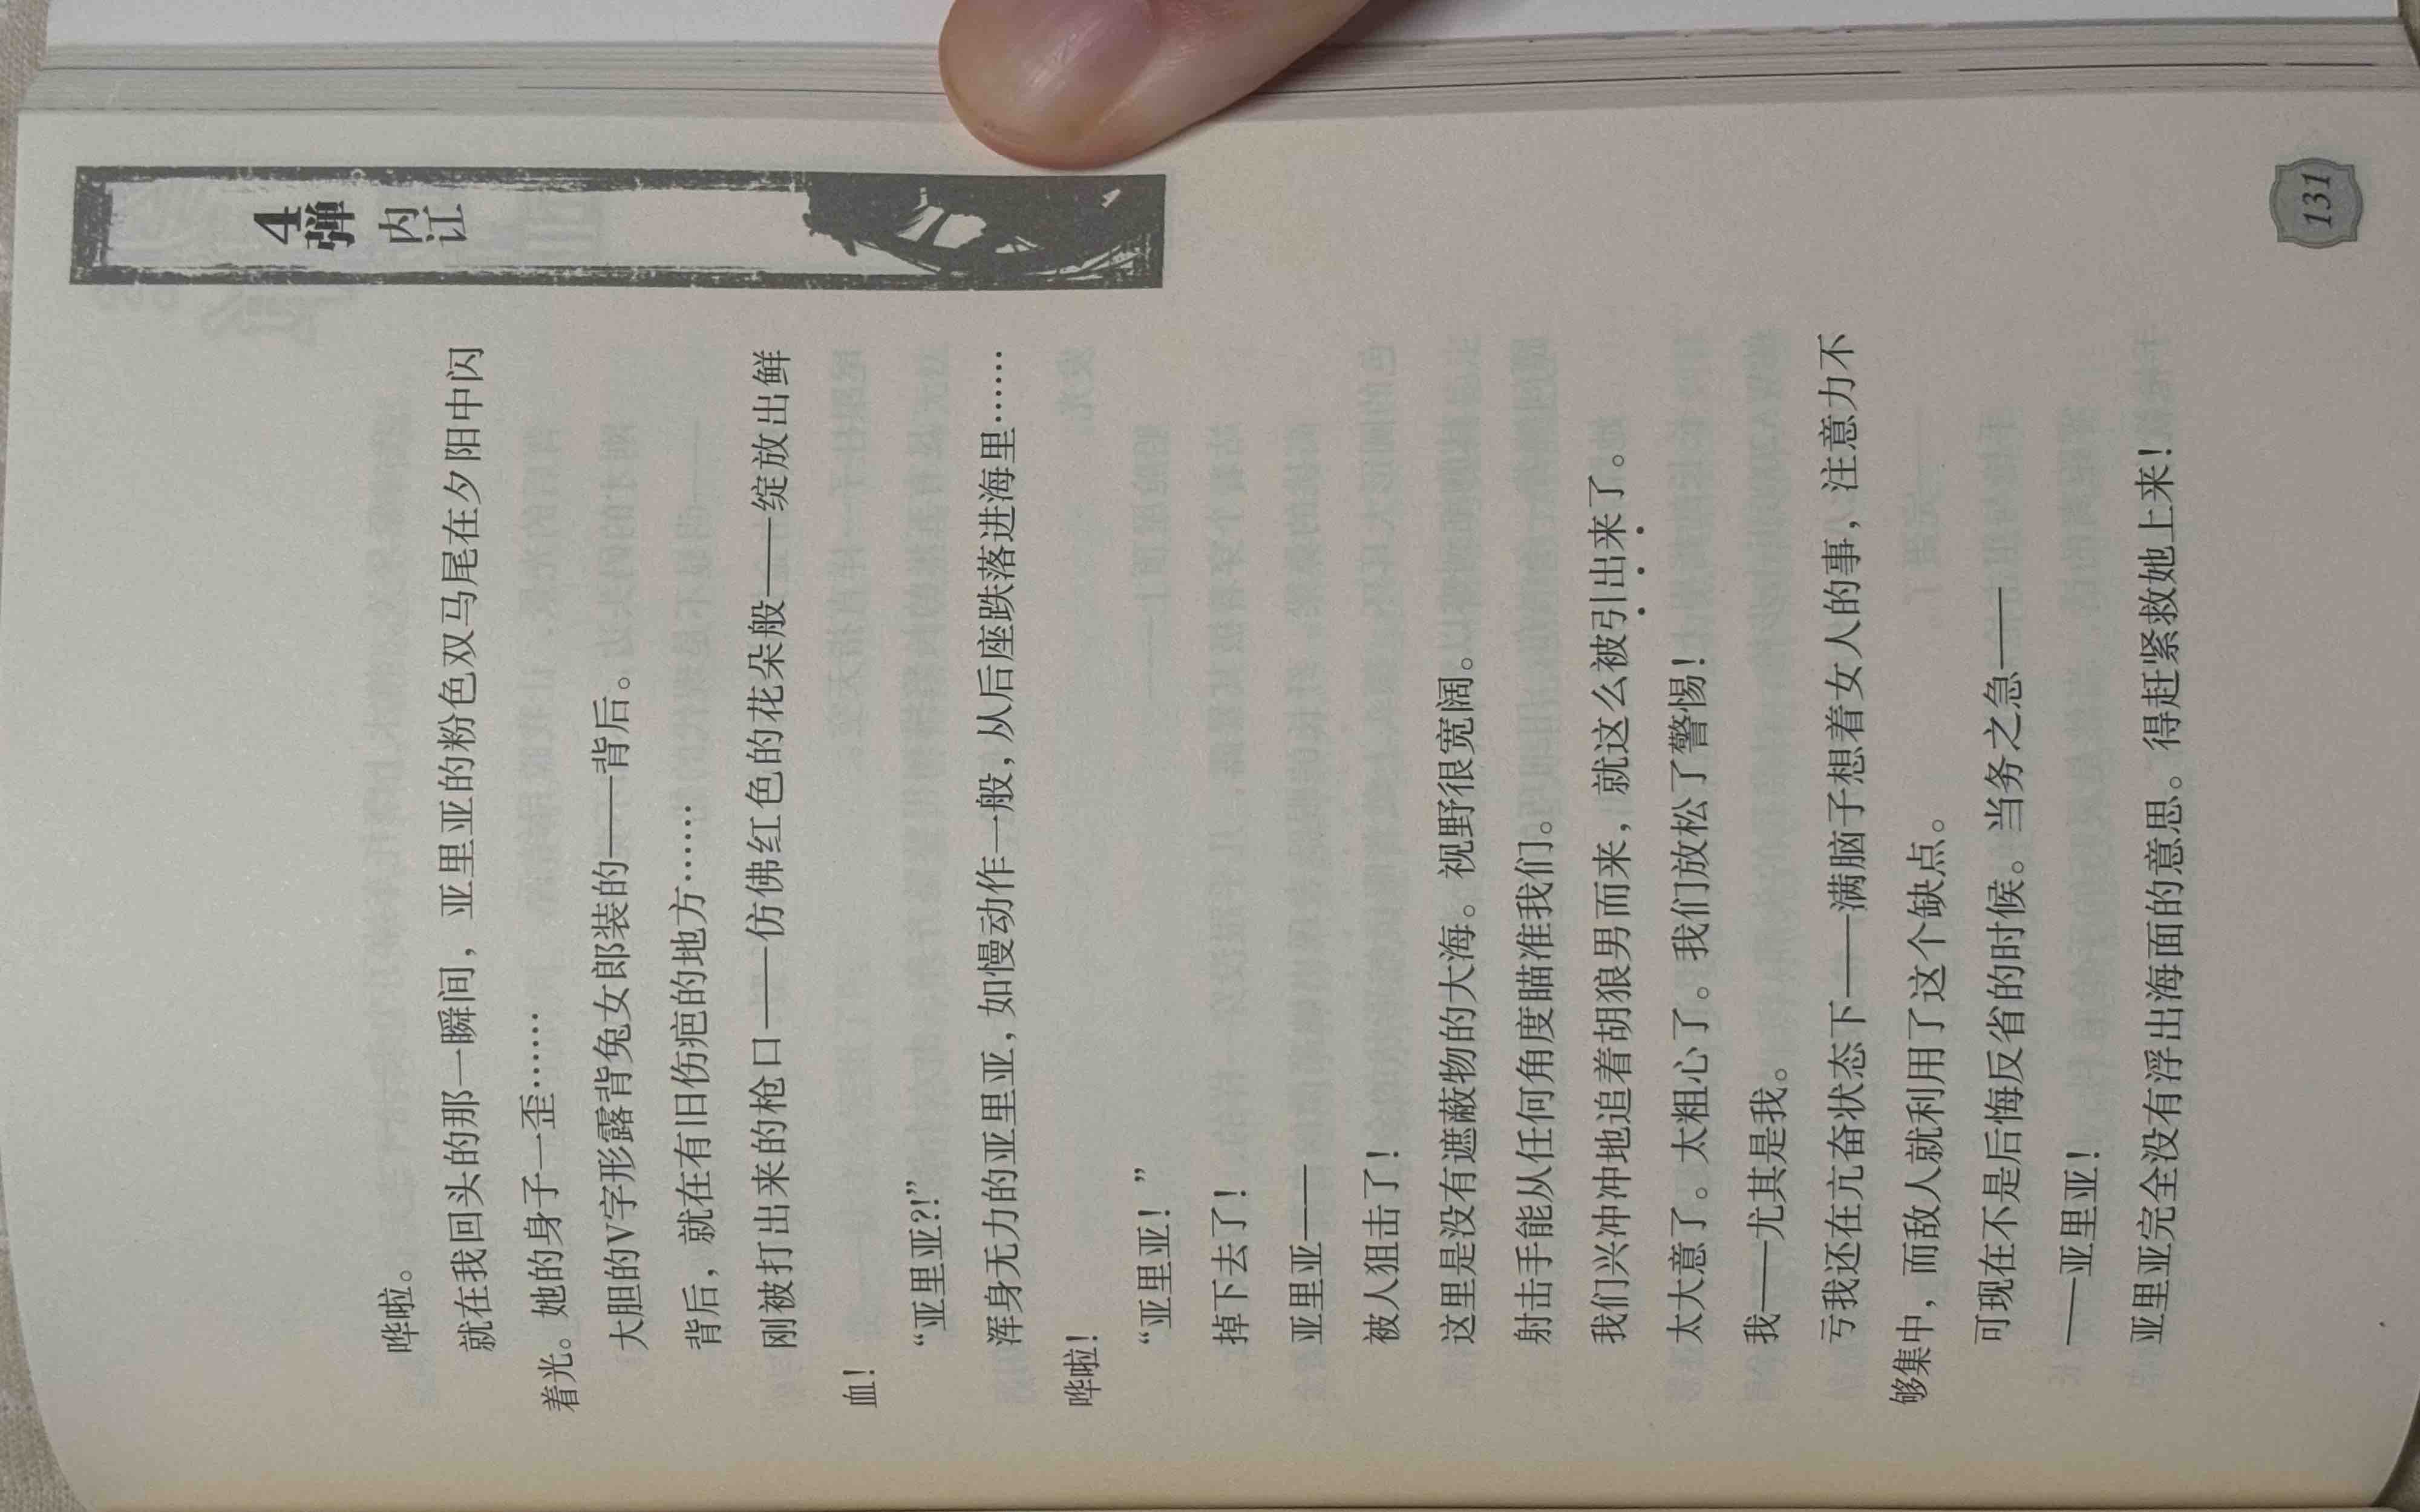 4弹 内讧
哗啦。
就在我回头的那一瞬间，亚里亚的粉色双马尾在夕阳中闪
着光。她的身子一歪……
大胆的V字形露背兔女郎装的——背后。
背后，就在有旧伤疤的地方……
刚被打出来的枪口——仿佛红色的花朵般——绽放出鲜
血！
“亚里亚?!”
浑身无力的亚里亚，如慢动作一般，从后座跌落进海里……
哗啦！
“亚里亚！”
掉下去了！
亚里亚——
被人狙击了！
这里是没有遮蔽物的大海。视野很宽阔。
射击手能从任何角度瞄准我们。
我们兴冲冲地追着胡狼男而来，就这么被引出来了。
太大意了。太粗心了。我们放松了警惕！
我——尤其是我。
亏我还在亢奋状态下——满脑子想着女人的事，注意力不
够集中，而敌人就利用了这个缺点。
可现在不是后悔反省的时候。当务之急——
——亚里亚！
亚里亚完全没有浮出海面的意思。得赶紧救她上来！
131